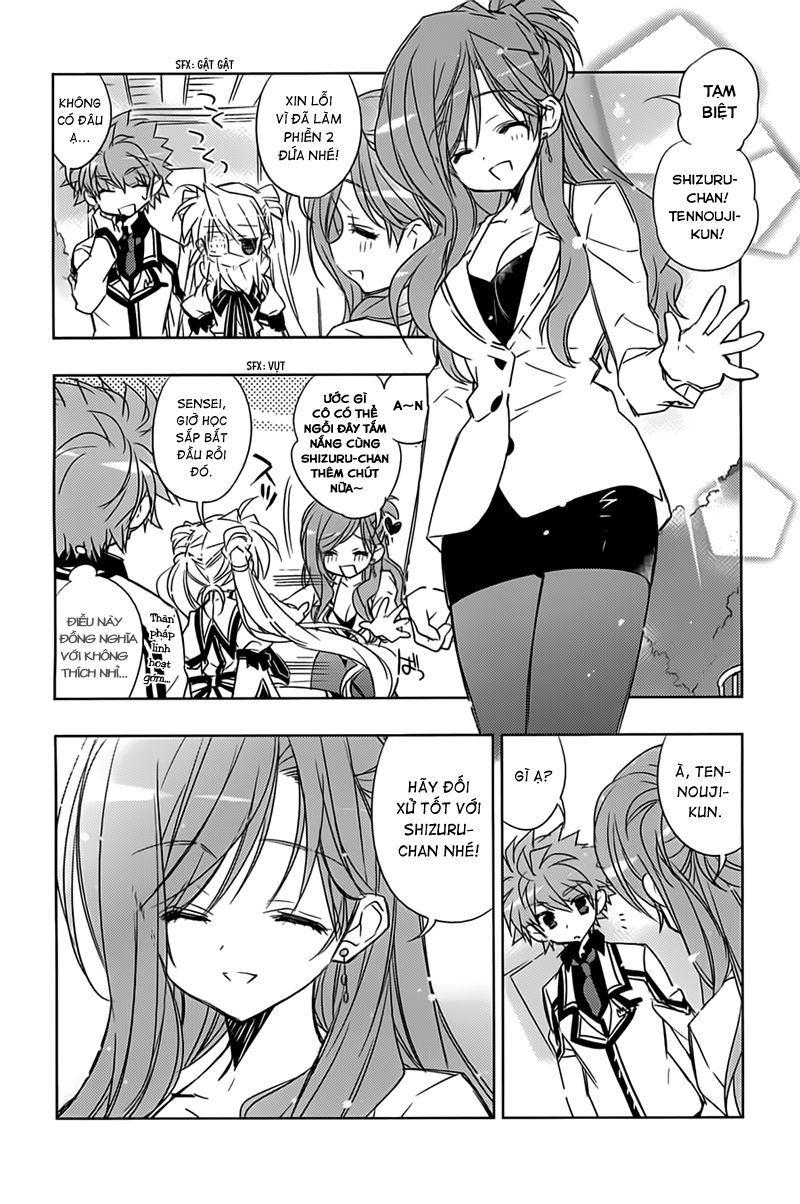 TẠM
BIỆT
SHIZURU-
CHAN!
TENNOUJI-
KUN!
SFX: GẬT GẬT
XIN LỖI
VÌ ĐÃ LÀM
PHIỀN 2
ĐỨA NHÉ!
KHÔNG
CÓ ĐÂU
Ạ...
SFX: VỤT
A~N
ƯỚC GÌ
CÔ CÓ THỂ
NGỒI ĐÂY TẮM
NẮNG CÙNG
SHIZURU-CHAN
THÊM CHÚT
NỮA~
SENSEI,
GIỜ HỌC
SẮP BẮT
ĐẦU RỒI
ĐÓ.
Thân
pháp
linh
hoạt
gớm...
ĐIỀU NÀY
ĐỒNG NGHĨA
VỚI KHÔNG
THÍCH NHỈ...
ばっ
À, TEN-
NOUJI-
KUN.
GÌ Ạ?
HÃY ĐỐI
XỬ TỐT VỚI
SHIZURU-
CHAN NHÉ!